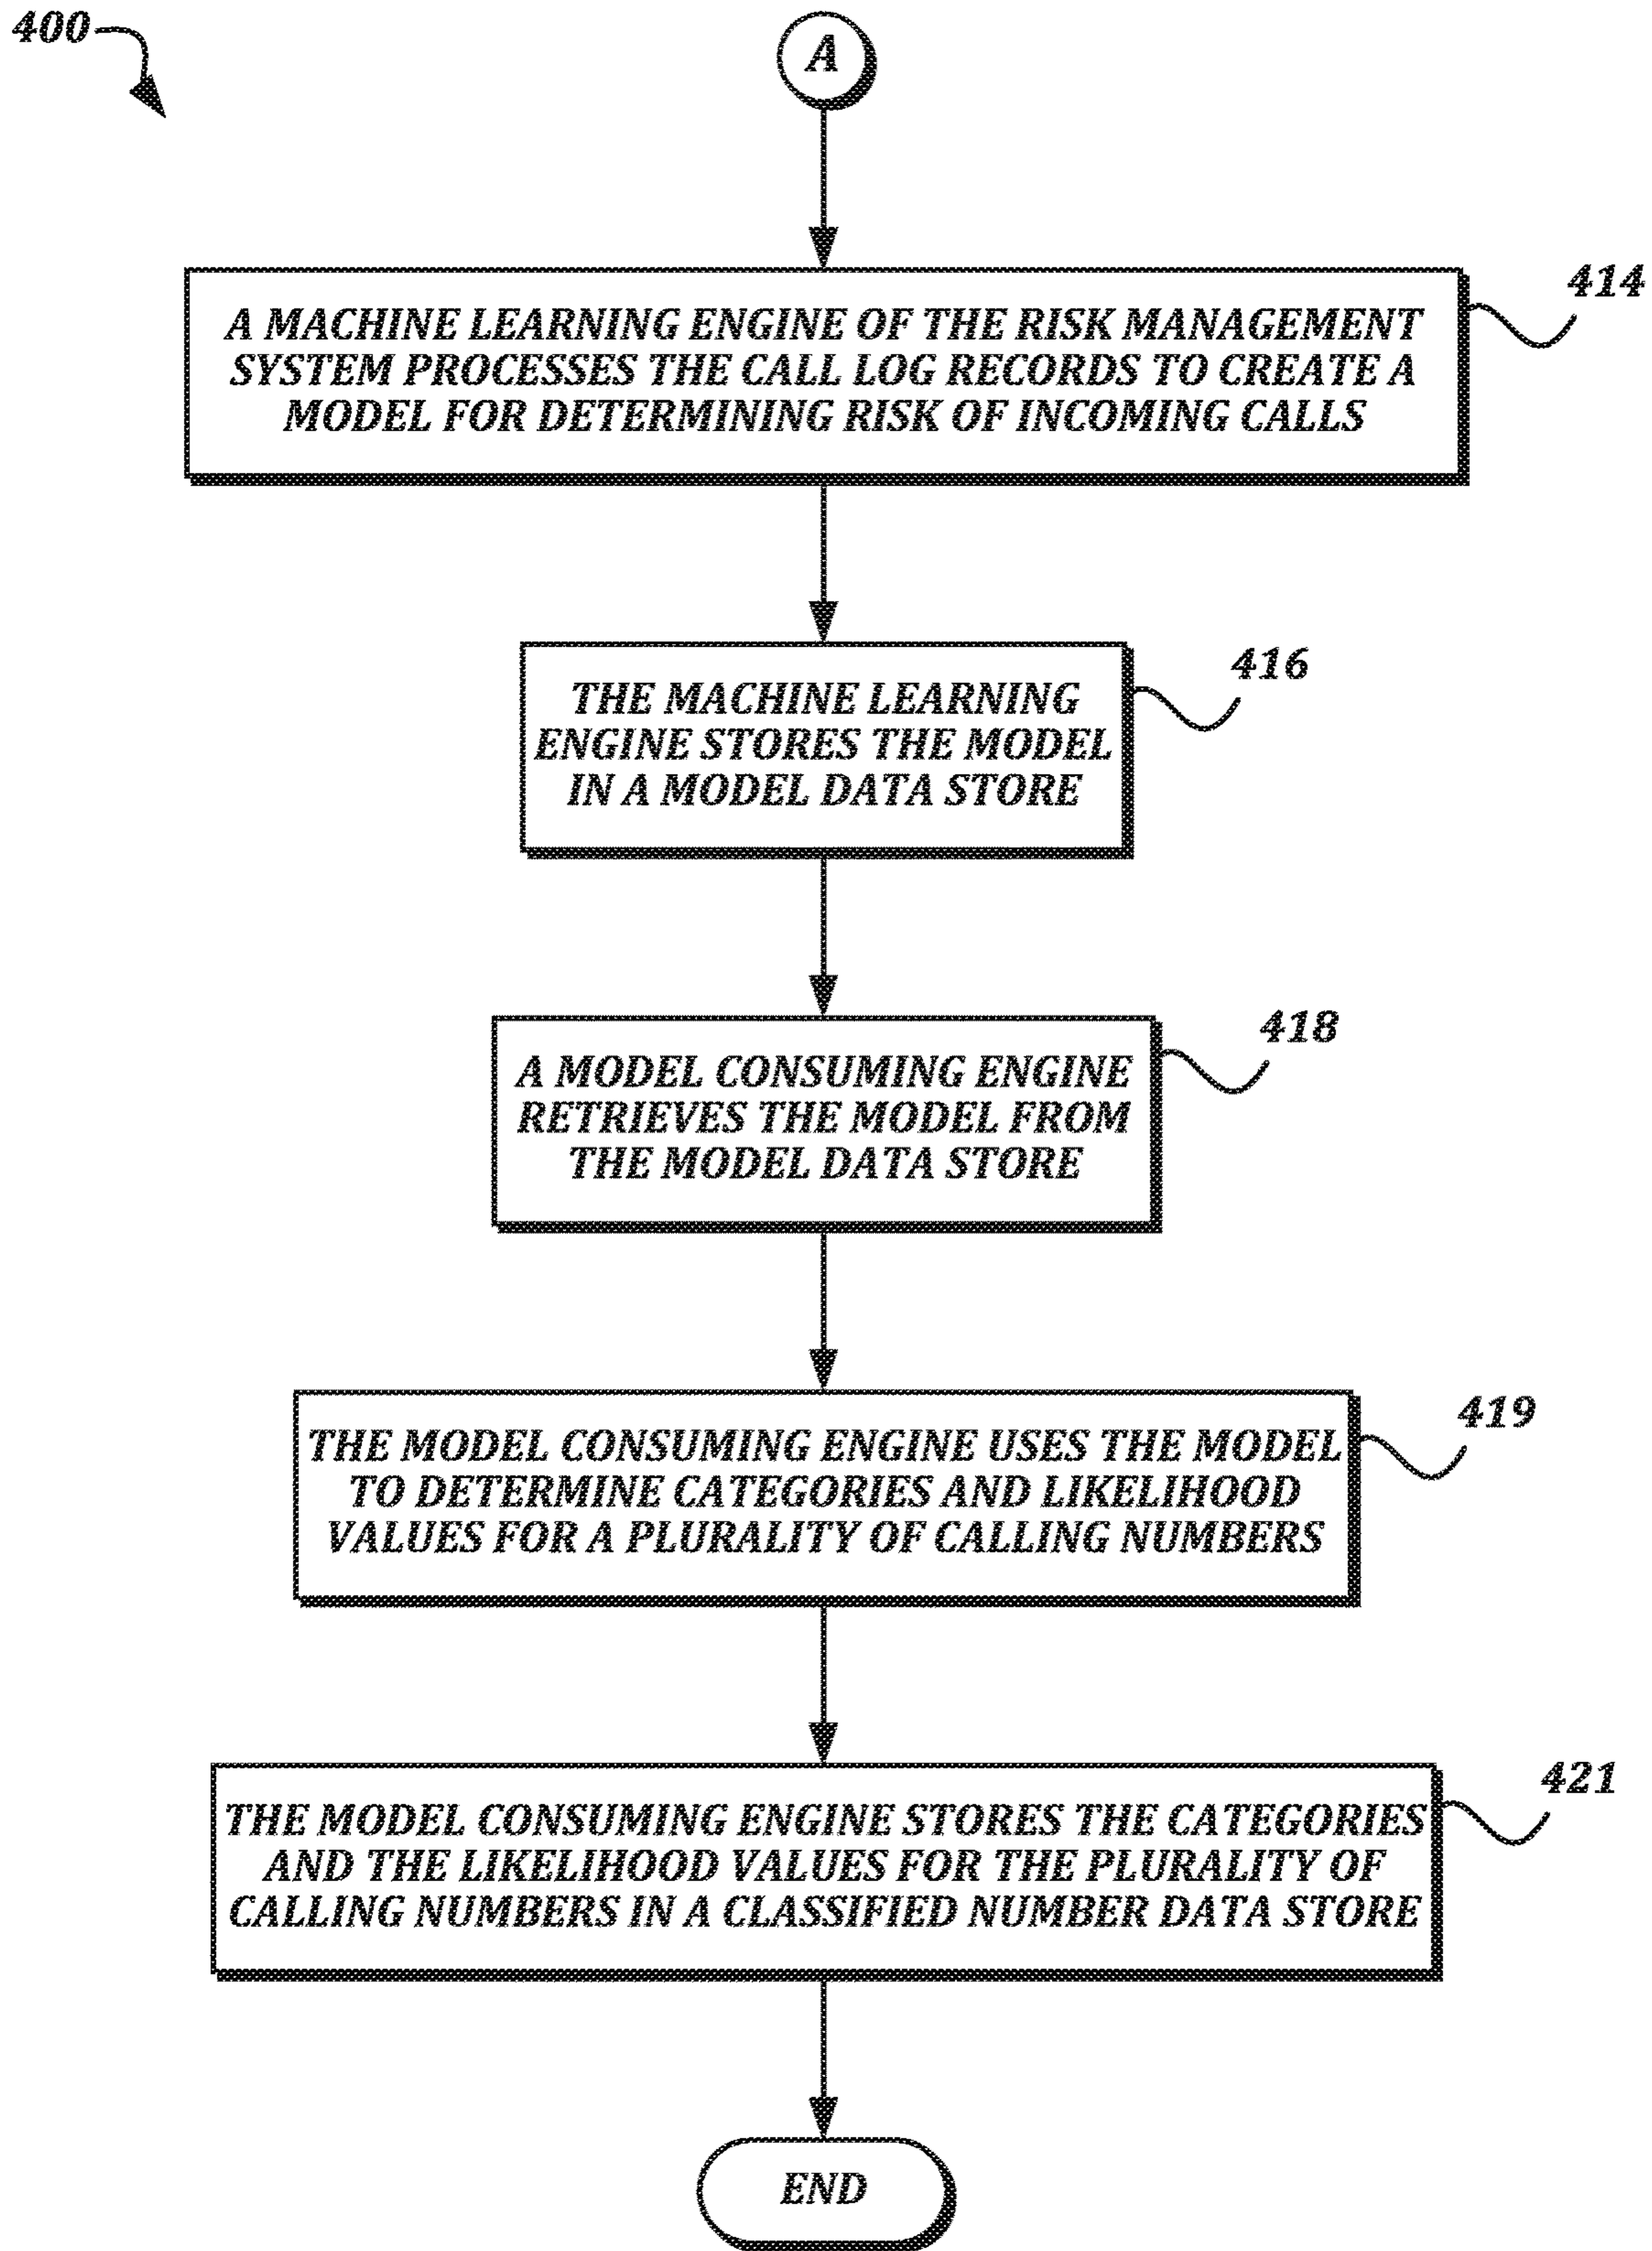 400
A
A MACHINE LEARNING ENGINE OF THE RISK MANAGEMENT
SYSTEM PROCESSES THE CALL LOG RECORDS TO CREATE A
MODEL FOR DETERMINING RISK OF INCOMING CALLS
414
THE MACHINE LEARNING
ENGINE STORES THE MODEL
IN A MODEL DATA STORE
416
A MODEL CONSUMING ENGINE
RETRIEVES THE MODEL FROM
THE MODEL DATA STORE
418
THE MODEL CONSUMING ENGINE USES THE MODEL
TO DETERMINE CATEGORIES AND LIKELIHOOD
VALUES FOR A PLURALITY OF CALLING NUMBERS
419
THE MODEL CONSUMING ENGINE STORES THE CATEGORIES
AND THE LIKELIHOOD VALUES FOR THE PLURALITY OF
CALLING NUMBERS IN A CLASSIFIED NUMBER DATA STORE
421
END